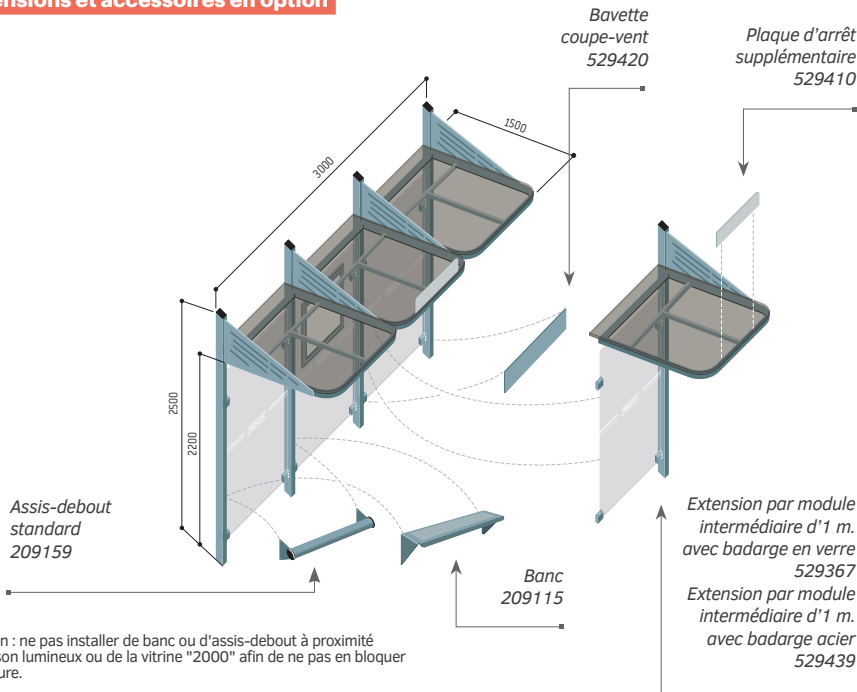 ensions et accessoires en option
Bavette
coupe-vent
529420
Plaque d'arrêt
supplémentaire
529410
1500
3000
2500
2200
Assis-debout
standard
209159
Banc
209115
Extension par module
intermédiaire d'1 m.
avec badarge en verre
529367
Extension par module
intermédiaire d'1 m.
avec badarge acier
529439
n : ne pas installer de banc ou d'assis-debout à proximité
son lumineux ou de la vitrine "2000" afin de ne pas en bloquer
ure.